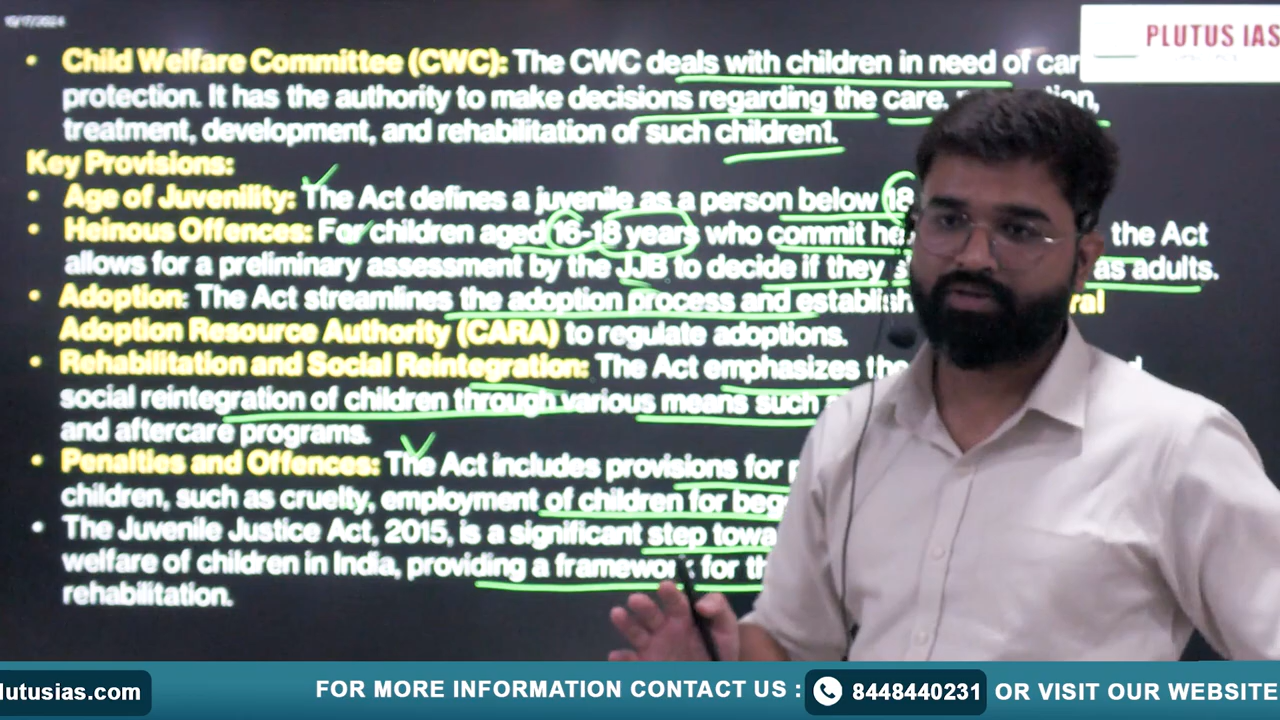 10/17/2024
PLUTUS IAS
• Child Welfare Committee (CWC): The CWC deals with children in need of
protection. It has the authority to make decisions regarding the care,
treatment, development, and rehabilitation of such children1.
Key Provisions:
• Age of Juvenility: The Act defines a juvenile as a person below 18
• Heinous Offences: For children aged 16-18 years who commit the Act
allows for a preliminary assessment by the JJB to decide if they as adults.
• Adoption: The Act streamlines the adoption process and
Adoption Resource Authority (CARA) to regulate adoptions.
• Rehabilitation and Social Reintegration: The Act emphasizes
social reintegration of children through various means such
and aftercare programs.
• Penalties and Offences: The Act includes provisions for
children, such as cruelty, employment of children for
• The Juvenile Justice Act, 2015, is a significant step
welfare of children in India, providing a framework for
rehabilitation.
lutusias.com FOR MORE INFORMATION CONTACT US : 8448440231 OR VISIT OUR WEBSITE